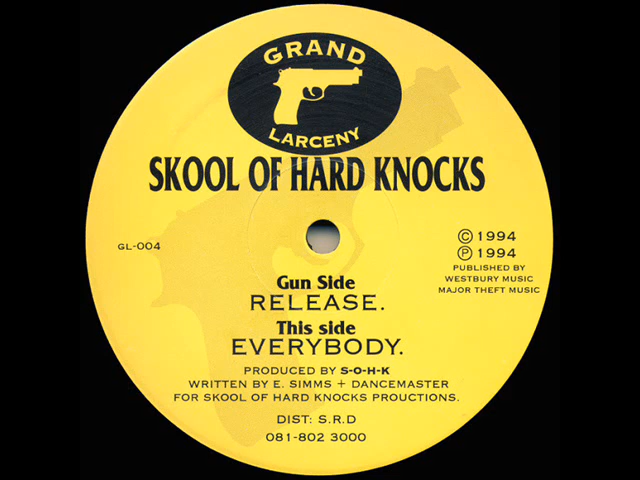 GRAND
LARCENY
SKOOL OF HARD KNOCKS
GL-004
© 1994
℗ 1994
PUBLISHED BY
WESTBURY MUSIC
MAJOR THEFT MUSIC
Gun Side
RELEASE.
This side
EVERYBODY.
PRODUCED BY S-O-H-K
WRITTEN BY E. SIMMS + DANCEMASTER
FOR SKOOL OF HARD KNOCKS PROUCTIONS.
DIST: S.R.D
081-802 3000